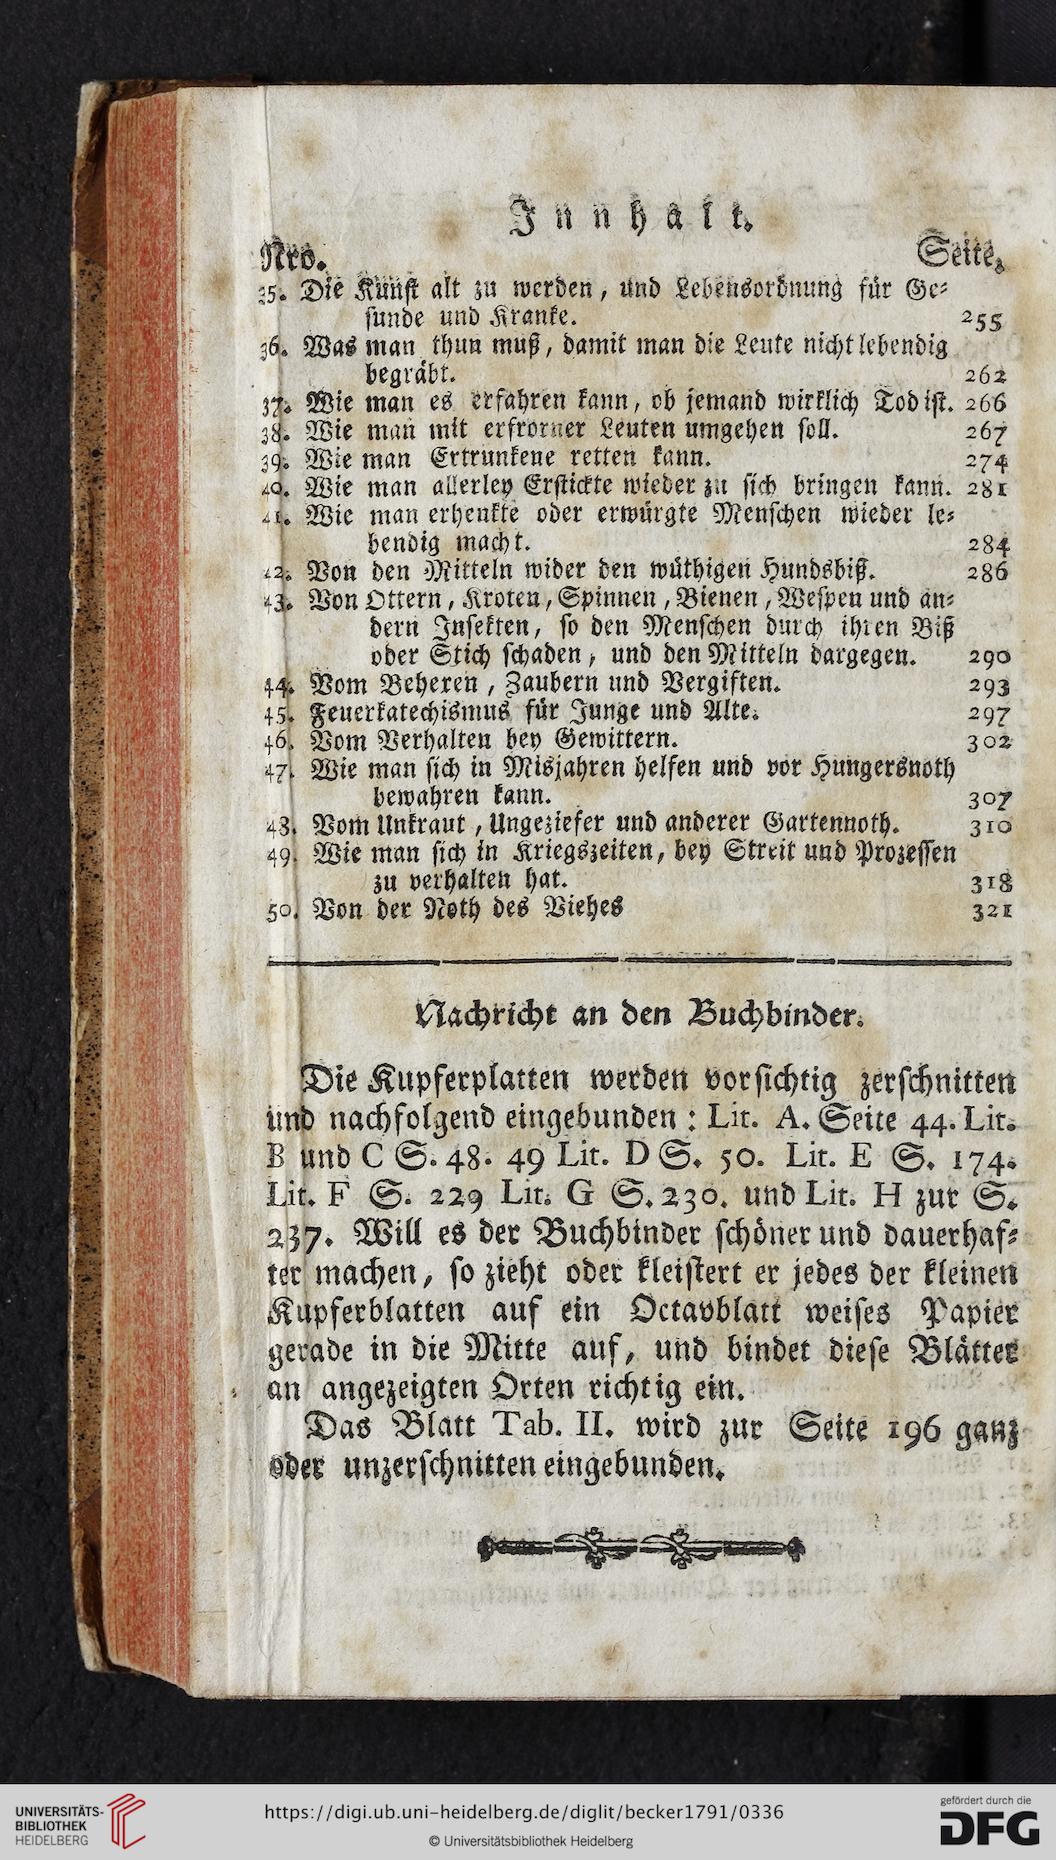 Innhalt.
Nro. Seite.
35. Die Kunst alt zu werden, und Lebensordnung für Ge-
sunde und Kranke. 255
36. Was man thun muß, damit man die Leute nicht lebendig
begräbt. 262
37. Wie man es erfahren kann, ob jemand wirklich Tod ist. 266
38. Wie man mit erfrorner Leuten umgehen soll. 267
39. Wie man Ertrunkene retten kann. 274
40. Wie man allerley Erstickte wieder zu sich bringen kann. 281
41. Wie man erhenkte oder erwürgte Menschen wieder le-
bendig macht. 284
42. Von den Mitteln wider den wüthigen Hundsbiß. 286
43. Von Ottern, Kroten, Spinnen, Bienen, Wespen und an-
dern Insekten, so den Menschen durch ihren Biß
oder Stich schaden, und den Mitteln dargegen. 290
44. Vom Beheren, Zaubern und Vergiften. 293
45. Feuerkatechismus für Junge und Alte. 297
46. Vom Verhalten bey Gewittern. 302
47. Wie man sich in Misjahren helfen und vor Hungersnoth
bewahren kann. 307
48. Vom Unkraut, Ungeziefer und anderer Gartennoth. 310
49. Wie man sich in Kriegszeiten, bey Streit und Prozessen
zu verhalten hat. 318
50. Von der Noth des Viehes 321
Nachricht an den Buchbinder.
Die Kupferplatten werden vorsichtig zerschnitten
und nachfolgend eingebunden: Lit. A. Seite 44. Lit.
B und C S. 48. 49 Lit. D S. 50. Lit. E S. 174.
Lit. F S. 229 Lit. G S. 230. und Lit. H zur S.
237. Will es der Buchbinder schöner und dauerhaf-
ter machen, so zieht oder kleistert er jedes der kleinen
Kupferblatten auf ein Octavblatt weises Papier
gerade in die Mitte auf, und bindet diese Blätter
an angezeigten Orten richtig ein.
Das Blatt Tab. II. wird zur Seite 196 ganz
oder unzerschnitten eingebunden.
UNIVERSITÄTS-
BIBLIOTHEK
HEIDELBERG
https://digi.ub.uni-heidelberg.de/diglit/becker1791/0336
© Universitätsbibliothek Heidelberg
gefördert durch die
DFG